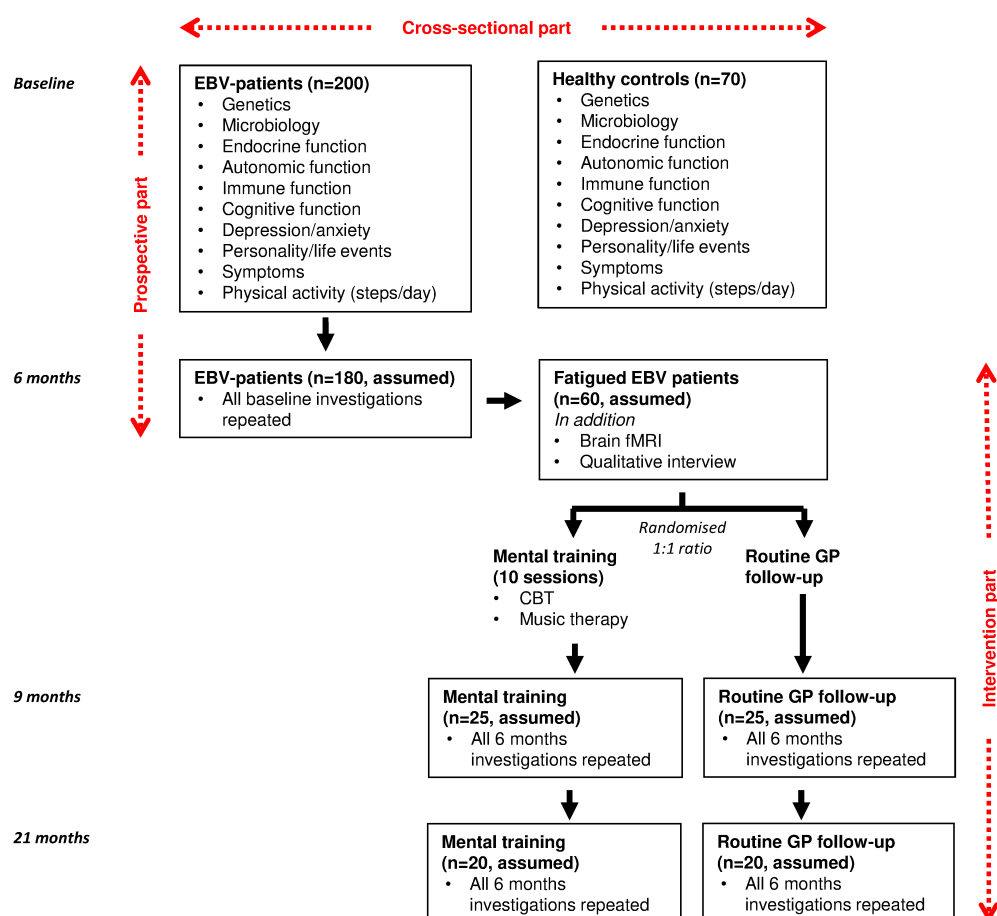 Cross-sectional part
Baseline
Prospective part
EBV-patients (n=200)
• Genetics
• Microbiology
• Endocrine function
• Autonomic function
• Immune function
• Cognitive function
• Depression/anxiety
• Personality/life events
• Symptoms
• Physical activity (steps/day)
Healthy controls (n=70)
• Genetics
• Microbiology
• Endocrine function
• Autonomic function
• Immune function
• Cognitive function
• Depression/anxiety
• Personality/life events
• Symptoms
• Physical activity (steps/day)
6 months
EBV-patients (n=180, assumed)
• All baseline investigations
repeated
Fatigued EBV patients
(n=60, assumed)
In addition
• Brain fMRI
• Qualitative interview
Intervention part
Randomised
1:1 ratio
Mental training
(10 sessions)
• CBT
• Music therapy
Routine GP
follow-up
9 months
Mental training
(n=25, assumed)
• All 6 months
investigations repeated
Routine GP follow-up
(n=25, assumed)
• All 6 months
investigations repeated
21 months
Mental training
(n=20, assumed)
• All 6 months
investigations repeated
Routine GP follow-up
(n=20, assumed)
• All 6 months
investigations repeated